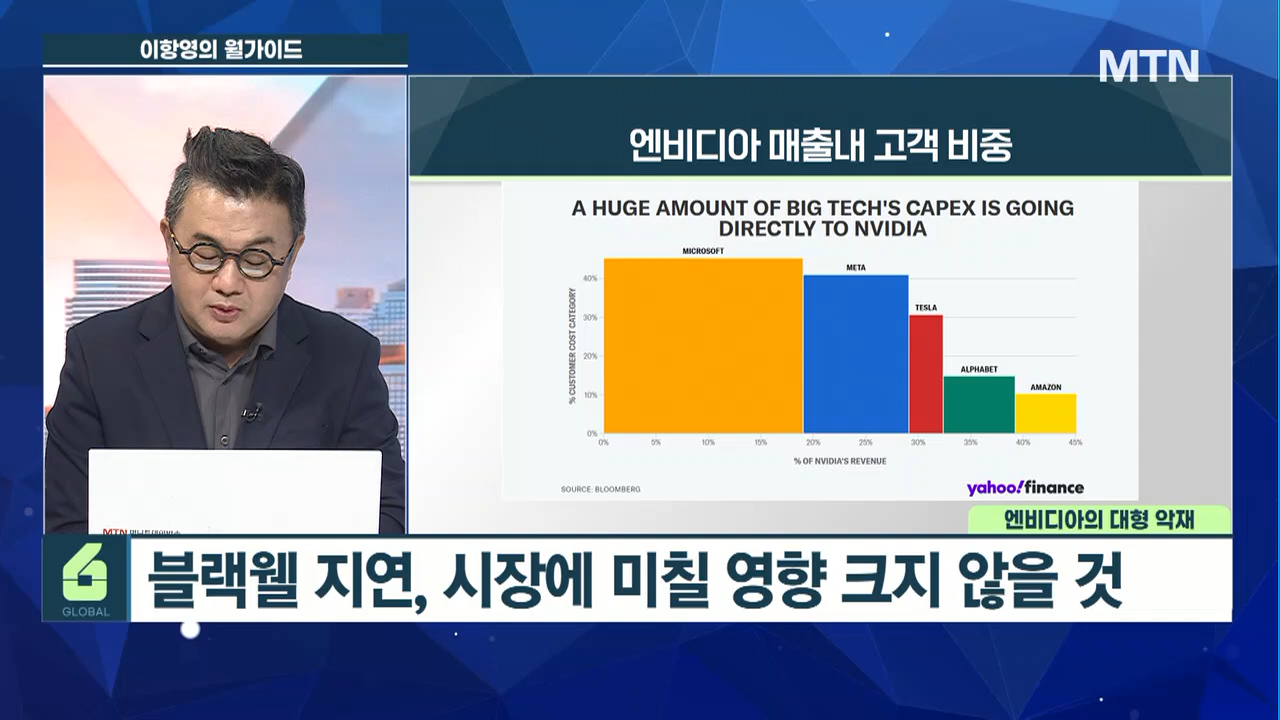 이항영의 월가이드
MTN
엔비디아 매출내 고객 비중
A HUGE AMOUNT OF BIG TECH'S CAPEX IS GOING
DIRECTLY TO NVIDIA
% CUSTOMER COST CATEGORY
40%
30%
20%
10%
0%
MICROSOFT
META
TESLA
ALPHABET
AMAZON
0%
5%
10%
15%
20%
25%
30%
35%
40%
45%
% OF NVIDIA'S REVENUE
SOURCE: BLOOMBERG
yahoo!finance
MTN
엔비디아의 대형 악재
6
GLOBAL
블랙웰 지연, 시장에 미칠 영향 크지 않을 것